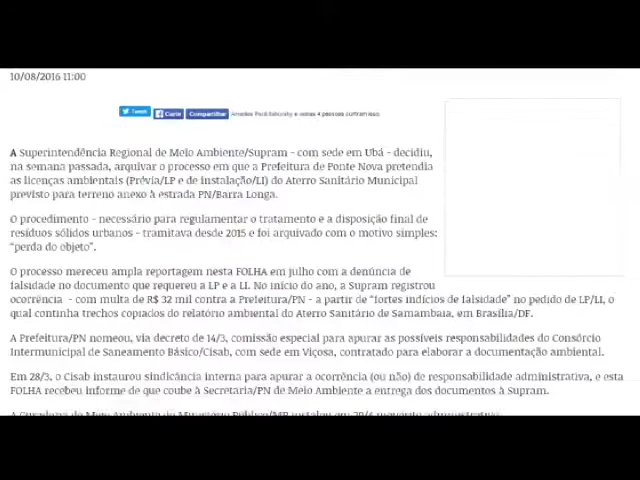 10/08/2016 11:00
Tweet Curtir Compartilhar e outras 4 pessoas curtiram isso.
A Superintendência Regional de Meio Ambiente/Supram - com sede em Ubá - decidiu,
na semana passada, arquivar o processo em que a Prefeitura de Ponte Nova pretendia
as licenças ambientais (Prévia/LP e de instalação/LI) do Aterro Sanitário Municipal
previsto para terreno anexo à estrada PN/Barra Longa.
O procedimento - necessário para regulamentar o tratamento e a disposição final de
resíduos sólidos urbanos - tramitava desde 2015 e foi arquivado com o motivo simples:
“perda do objeto”.
O processo mereceu ampla reportagem nesta FOLHA em julho com a denúncia de
falsidade no documento que requereu a LP e a LI. No início do ano, a Supram registrou
ocorrência - com multa de R$ 32 mil contra a Prefeitura/PN - a partir de “fortes indícios de falsidade” no pedido de LP/LI, o
qual continha trechos copiados do relatório ambiental do Aterro Sanitário de Samambaia, em Brasília/DF.
A Prefeitura/PN nomeou, via decreto de 14/3, comissão especial para apurar as possíveis responsabilidades do Consórcio
Intermunicipal de Saneamento Básico/Cisab, com sede em Viçosa, contratado para elaborar a documentação ambiental.
Em 28/3, o Cisab instaurou sindicância interna para apurar a ocorrência (ou não) de responsabilidade administrativa, e esta
FOLHA recebeu informe de que coube à Secretaria/PN de Meio Ambiente a entrega dos documentos à Supram.